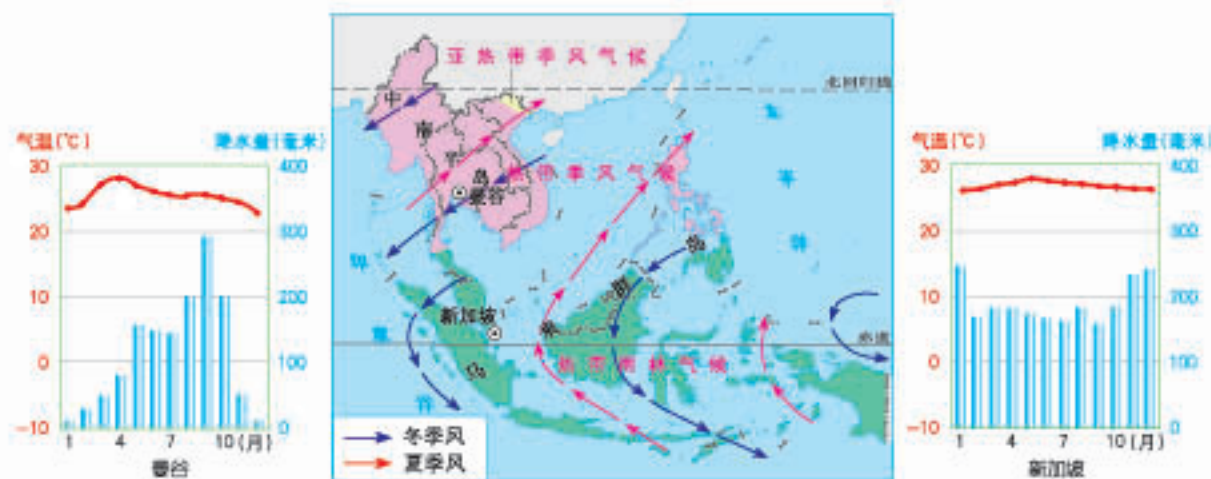 气温(℃) 降水量(毫米)
30 400
20 300
10 200
0 100
-10 0
1 4 7 10 (月)
曼谷
亚热带季风气候
北回归线
中
南
半
岛
曼谷
热带季风气候
太
平
洋
印
度
洋
马
来
群
岛
新加坡
赤道
热带雨林气候
冬季风
夏季风
气温(℃) 降水量(毫米)
30 400
20 300
10 200
0 100
-10 0
1 4 7 10 (月)
新加坡